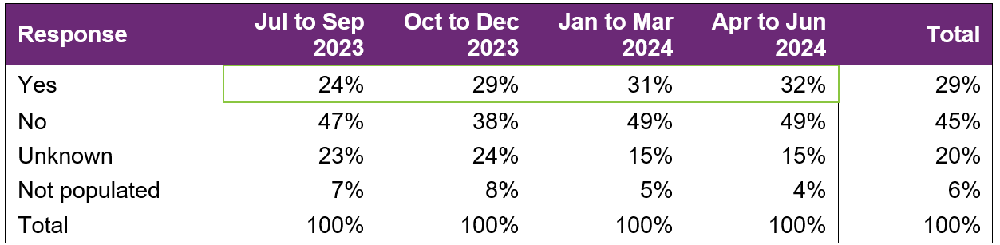 Response Jul to Sep 2023 Oct to Dec 2023 Jan to Mar 2024 Apr to Jun 2024 Total
Yes 24% 29% 31% 32% 29%
No 47% 38% 49% 49% 45%
Unknown 23% 24% 15% 15% 20%
Not populated 7% 8% 5% 4% 6%
Total 100% 100% 100% 100% 100%